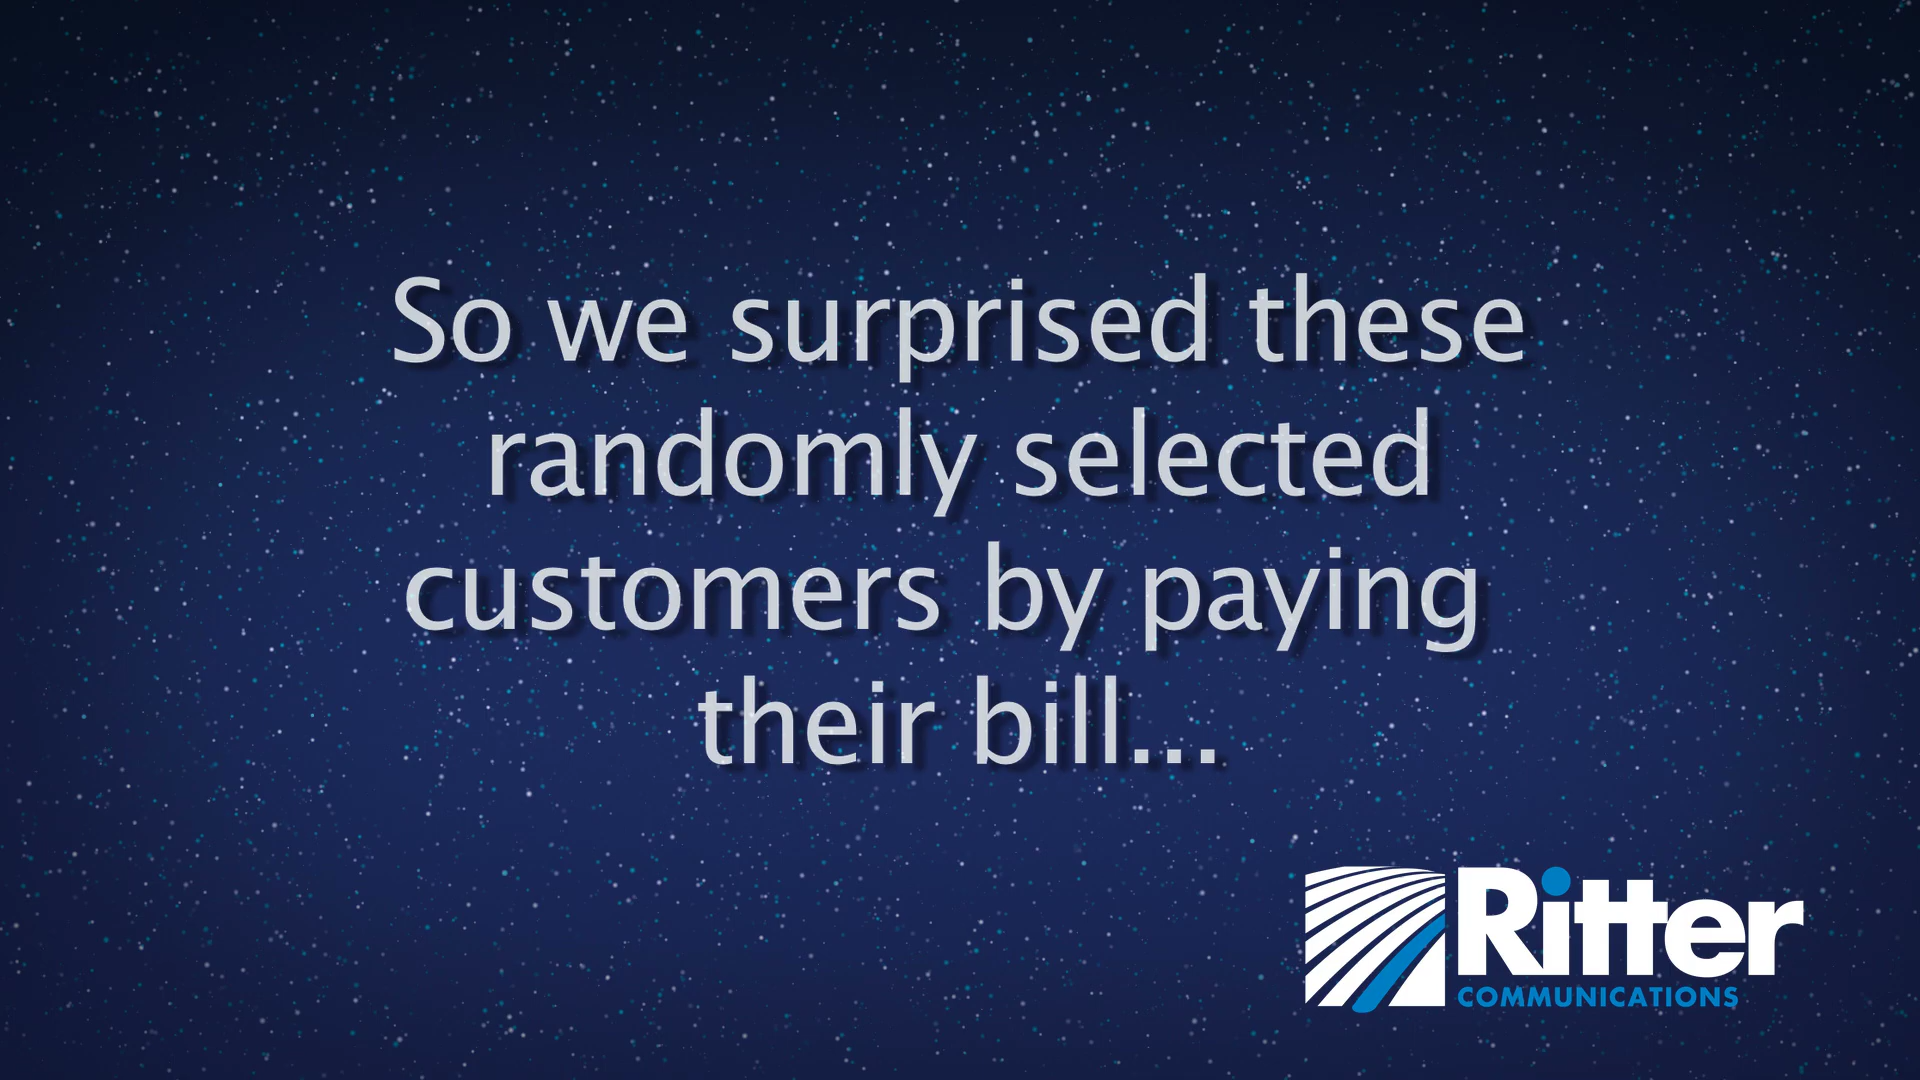 So we surprised these
randomly selected
customers by paying
their bill...
Ritter
COMMUNICATIONS